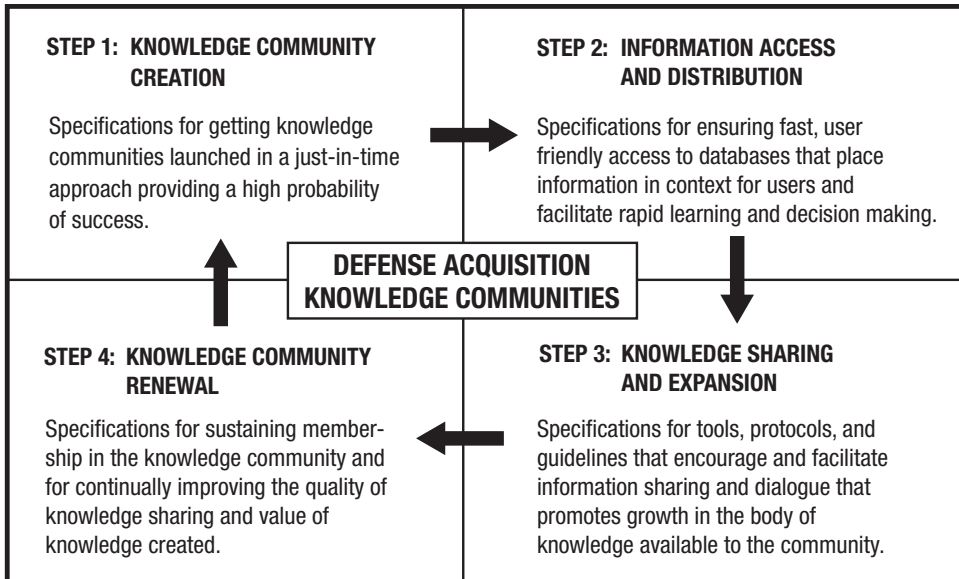 STEP 1: KNOWLEDGE COMMUNITY
CREATION
Specifications for getting knowledge
communities launched in a just-in-time
approach providing a high probability
of success.
STEP 2: INFORMATION ACCESS
AND DISTRIBUTION
Specifications for ensuring fast, user
friendly access to databases that place
information in context for users and
facilitate rapid learning and decision making.
DEFENSE ACQUISITION
KNOWLEDGE COMMUNITIES
STEP 3: KNOWLEDGE SHARING
AND EXPANSION
Specifications for tools, protocols, and
guidelines that encourage and facilitate
information sharing and dialogue that
promotes growth in the body of
knowledge available to the community.
STEP 4: KNOWLEDGE COMMUNITY
RENEWAL
Specifications for sustaining member-
ship in the knowledge community and
for continually improving the quality of
knowledge sharing and value of
knowledge created.